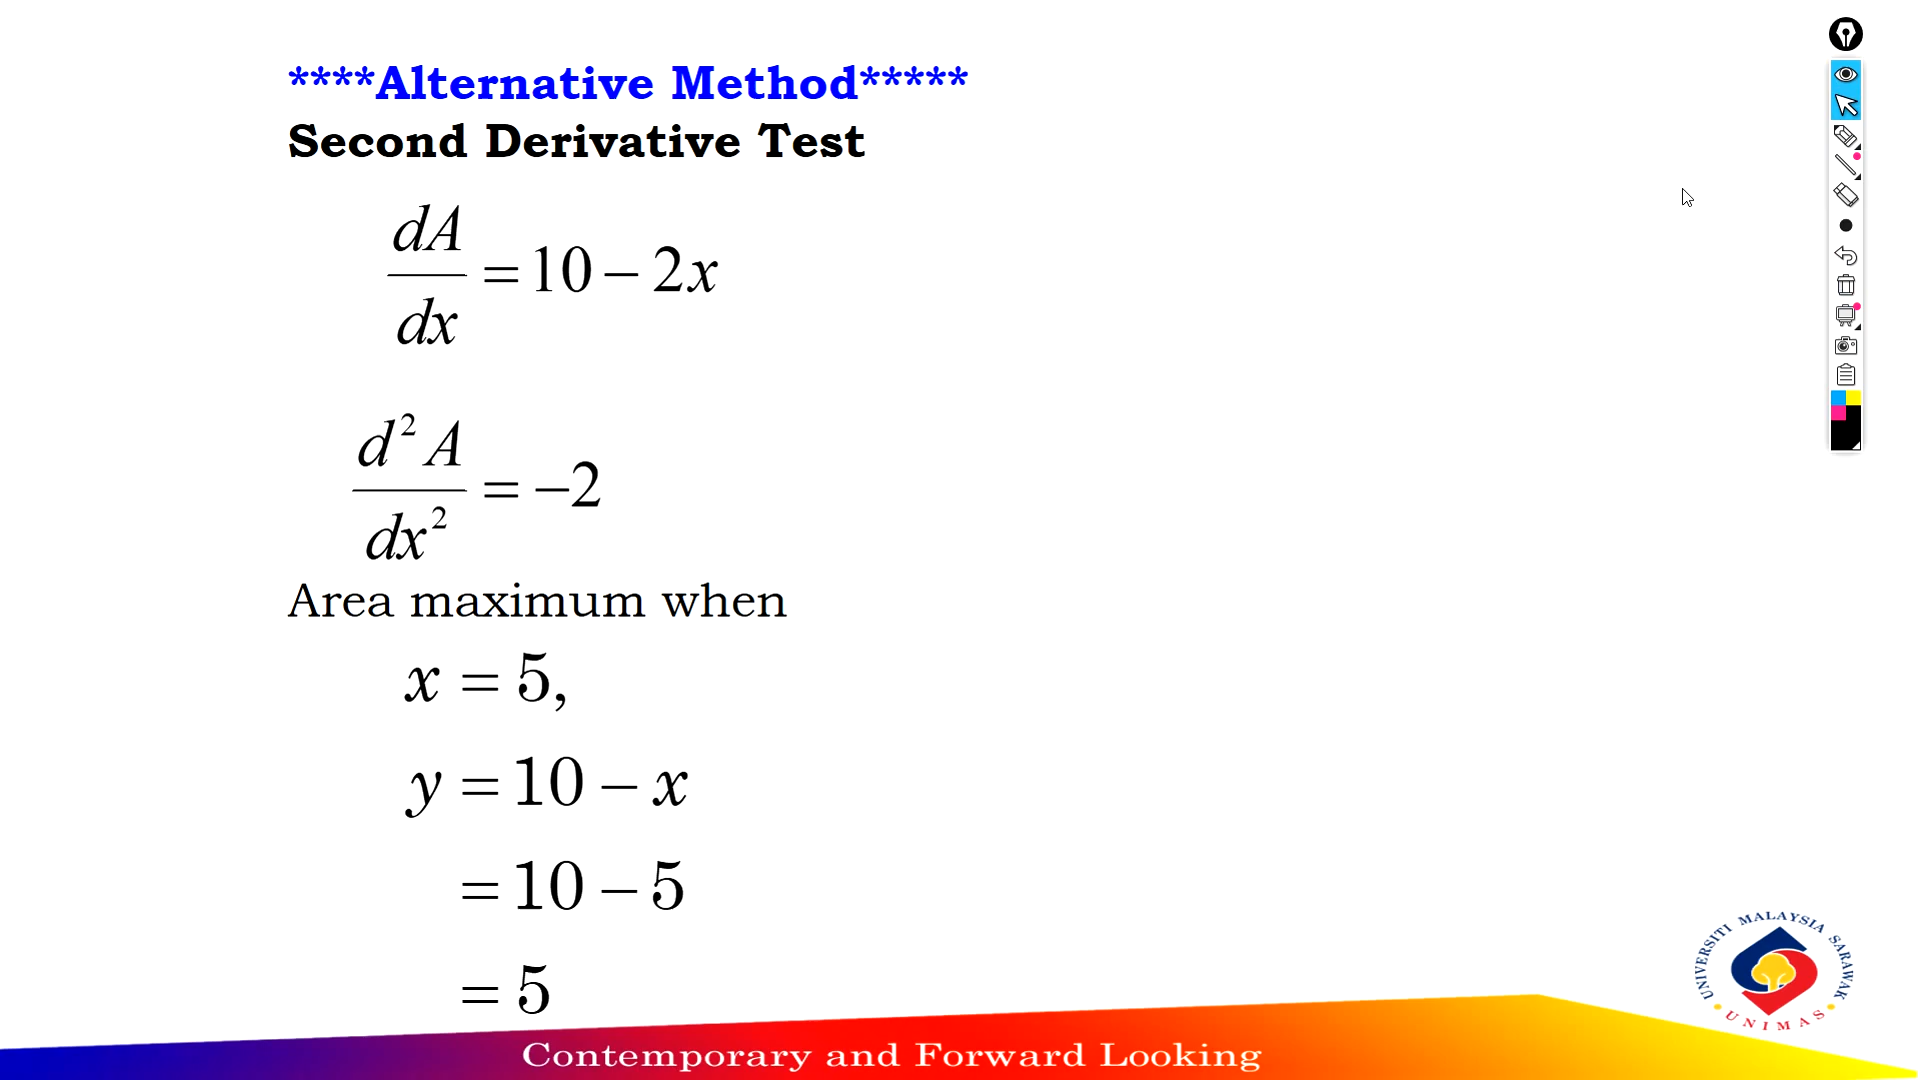 ****Alternative Method*****
Second Derivative Test
dA/dx = 10 − 2x
d²A/dx² = −2
Area maximum when
x = 5,
y = 10 − x
= 10 − 5
= 5
UNIVERSITI MALAYSIA SARAWAK
UNIMAS
Contemporary and Forward Looking